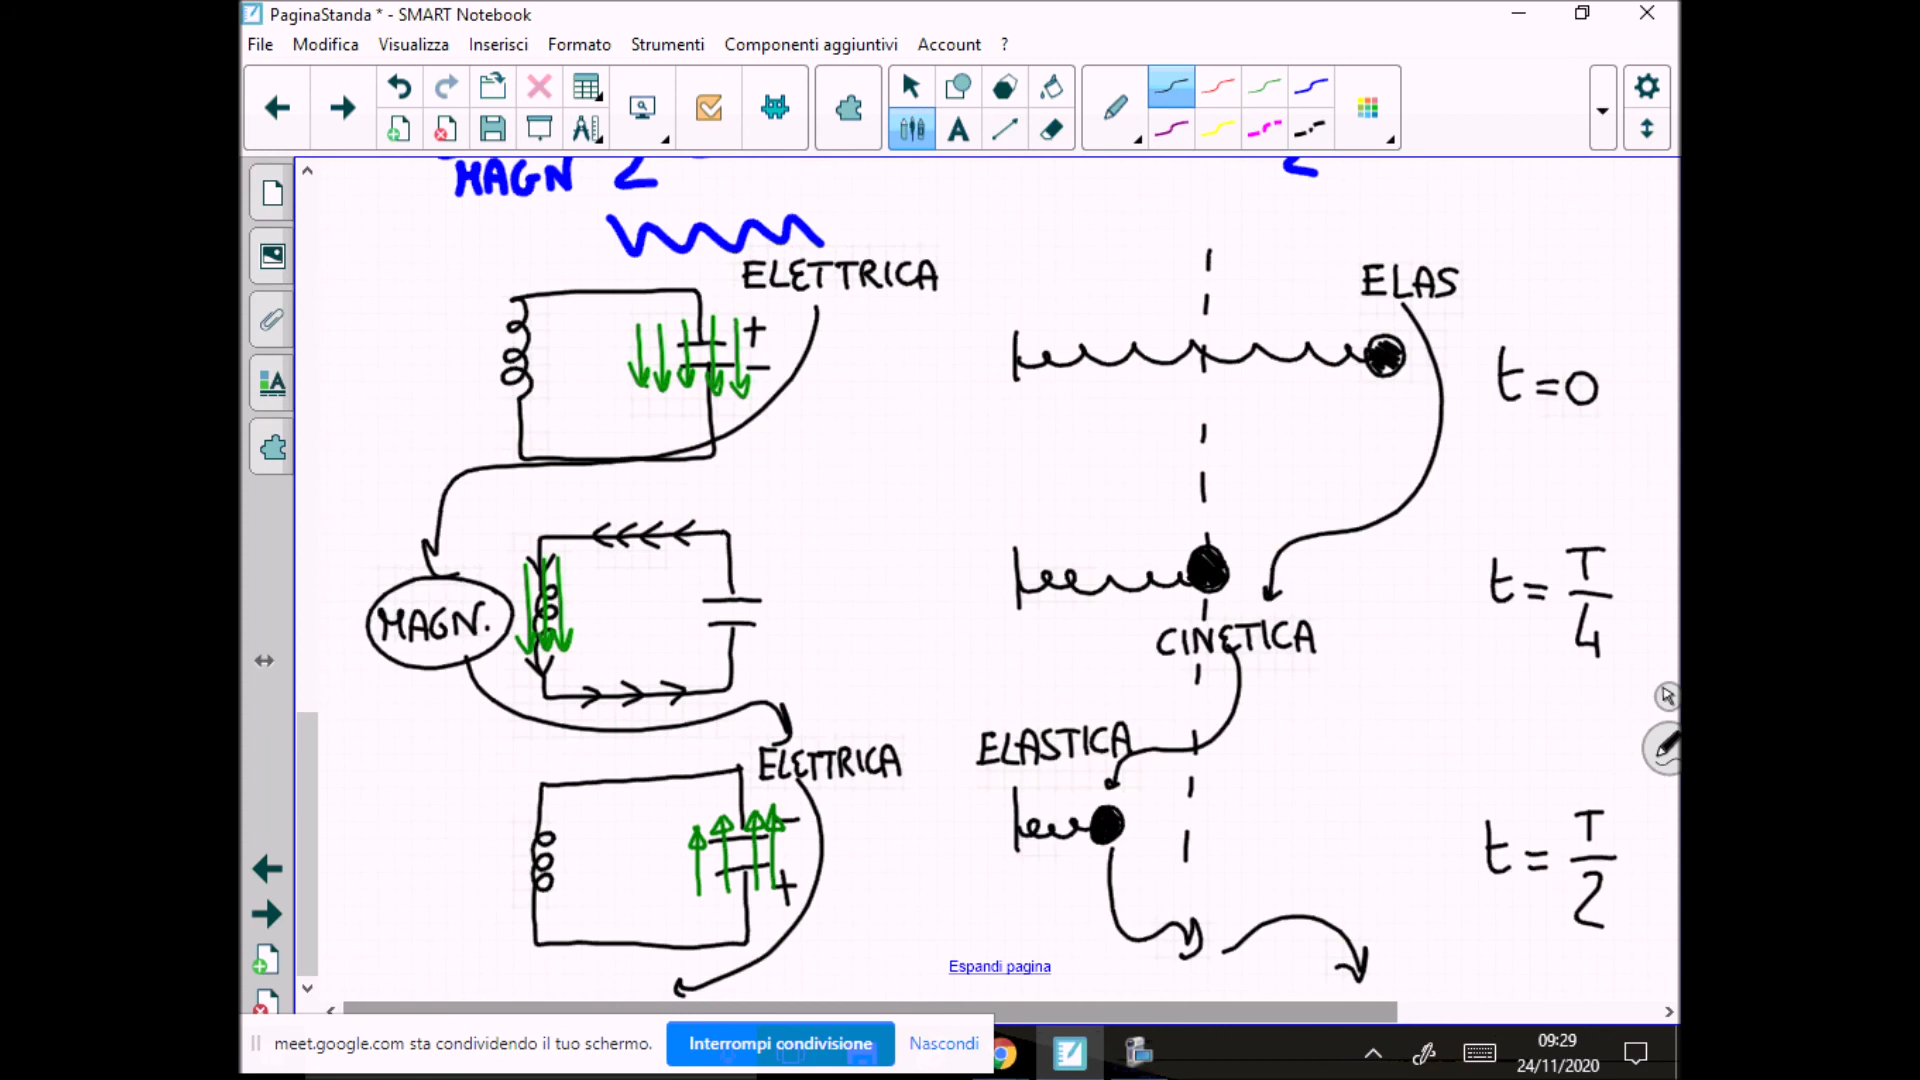 PaginaStanda * - SMART Notebook
File Modifica Visualizza Inserisci Formato Strumenti Componenti aggiuntivi Account ?
MAGN 2
2
ELETTRICA
+
−
ELAS
t=0
MAGN.
CINETICA
t = T/4
ELETTRICA
−
+
ELASTICA
t = T/2
Espandi pagina
meet.google.com sta condividendo il tuo schermo. Interrompi condivisione Nascondi
09:29
24/11/2020